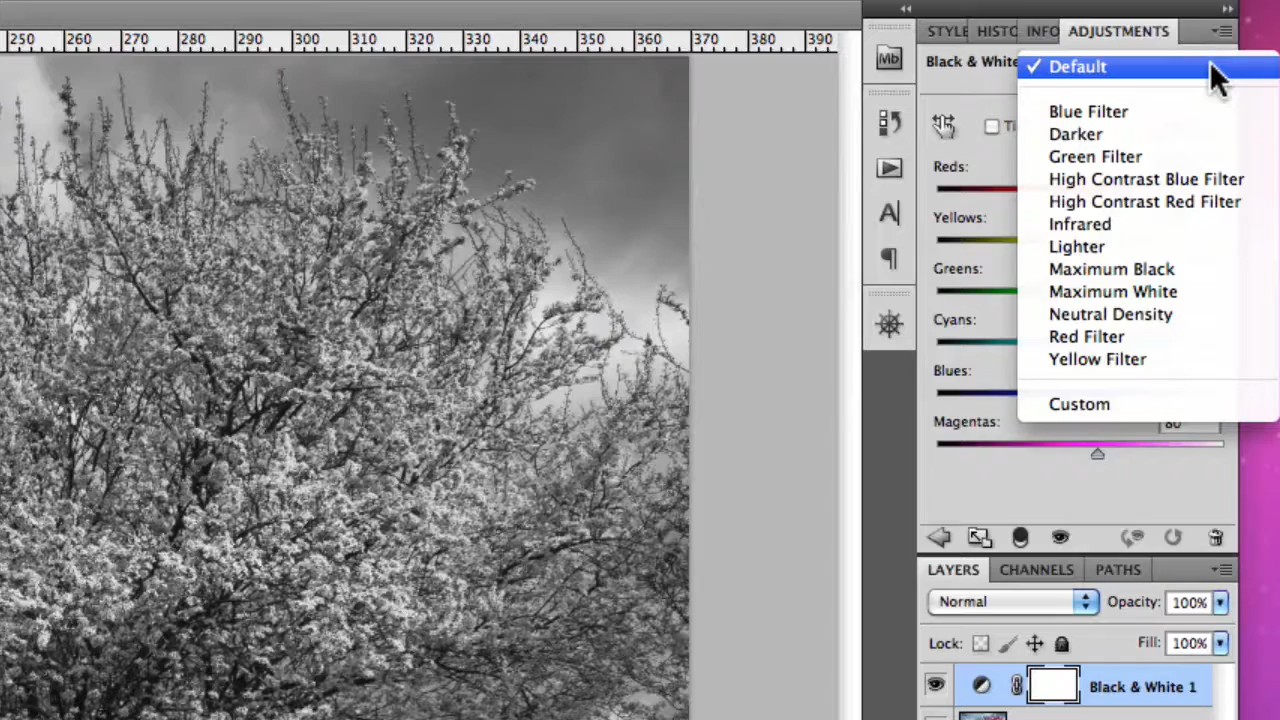 250 260 270 280 290 300 310 320 330 340 350 360 370 380 390
STYLE HISTO INFO ADJUSTMENTS
Mb
Black & White
Default
Ti
Blue Filter
Darker
Green Filter
Reds:
High Contrast Blue Filter
High Contrast Red Filter
A
Yellows:
Infrared
Lighter
Greens:
Maximum Black
Maximum White
Cyans:
Neutral Density
Red Filter
Blues:
Yellow Filter
Custom
Magentas: 80
LAYERS CHANNELS PATHS
Normal Opacity: 100%
Lock: Fill: 100%
Black & White 1